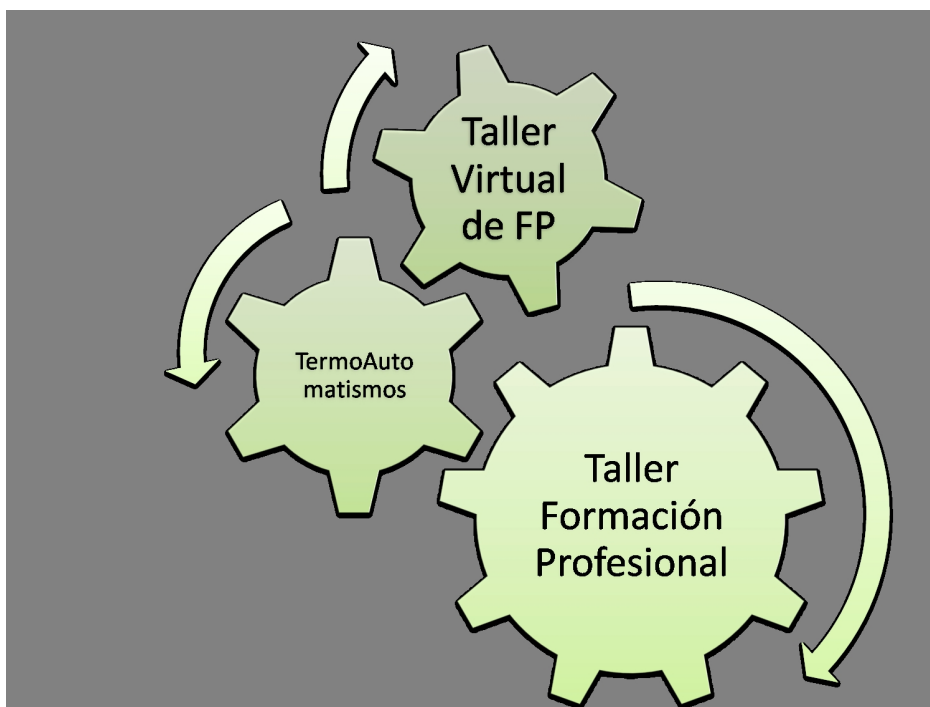 Taller
Virtual
de FP
TermoAuto
matismos
Taller
Formación
Profesional